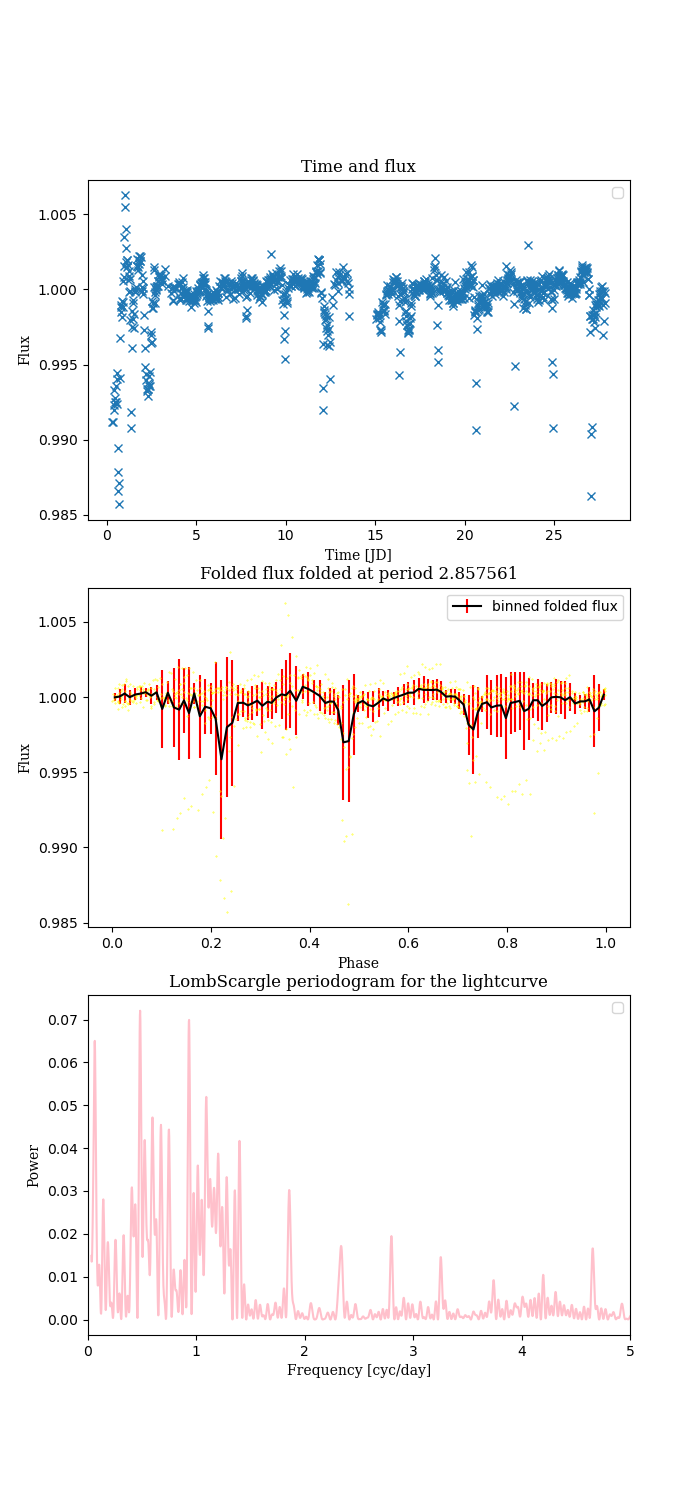 Time and flux
1.005
1.000
0.995
0.990
0.985
Flux
0 5 10 15 20 25
Time [JD]
Folded flux folded at period 2.857561
binned folded flux
1.005
1.000
0.995
0.990
0.985
Flux
0.0 0.2 0.4 0.6 0.8 1.0
Phase
LombScargle periodogram for the lightcurve
0.07
0.06
0.05
0.04
0.03
0.02
0.01
0.00
Power
0 1 2 3 4 5
Frequency [cyc/day]